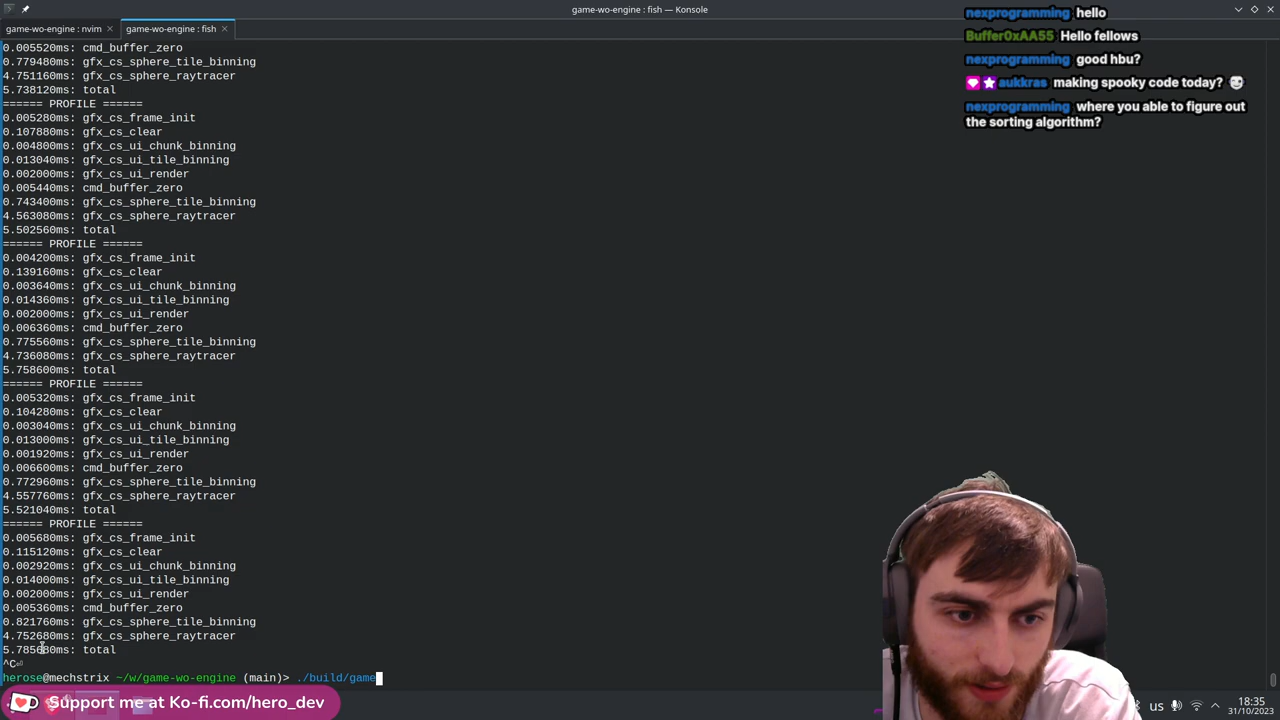 game-wo-engine : fish — Konsole
game-wo-engine : nvim
game-wo-engine : fish
0.005520ms: cmd_buffer_zero
0.779480ms: gfx_cs_sphere_tile_binning
4.751160ms: gfx_cs_sphere_raytracer
5.738120ms: total
====== PROFILE ======
0.005280ms: gfx_cs_frame_init
0.107880ms: gfx_cs_clear
0.004800ms: gfx_cs_ui_chunk_binning
0.013040ms: gfx_cs_ui_tile_binning
0.002000ms: gfx_cs_ui_render
0.005440ms: cmd_buffer_zero
0.743400ms: gfx_cs_sphere_tile_binning
4.563080ms: gfx_cs_sphere_raytracer
5.502560ms: total
====== PROFILE ======
0.004200ms: gfx_cs_frame_init
0.139160ms: gfx_cs_clear
0.003640ms: gfx_cs_ui_chunk_binning
0.014360ms: gfx_cs_ui_tile_binning
0.002000ms: gfx_cs_ui_render
0.006360ms: cmd_buffer_zero
0.775560ms: gfx_cs_sphere_tile_binning
4.736080ms: gfx_cs_sphere_raytracer
5.758600ms: total
====== PROFILE ======
0.005320ms: gfx_cs_frame_init
0.104280ms: gfx_cs_clear
0.003040ms: gfx_cs_ui_chunk_binning
0.013000ms: gfx_cs_ui_tile_binning
0.001920ms: gfx_cs_ui_render
0.006600ms: cmd_buffer_zero
0.772960ms: gfx_cs_sphere_tile_binning
4.557760ms: gfx_cs_sphere_raytracer
5.521040ms: total
====== PROFILE ======
0.005680ms: gfx_cs_frame_init
0.115120ms: gfx_cs_clear
0.002920ms: gfx_cs_ui_chunk_binning
0.014000ms: gfx_cs_ui_tile_binning
0.002000ms: gfx_cs_ui_render
0.005360ms: cmd_buffer_zero
0.821760ms: gfx_cs_sphere_tile_binning
4.752680ms: gfx_cs_sphere_raytracer
total
^C⏎
herose@mechstrix ~/w/game-wo-engine (main)> ./build/game
nexprogramming hello
Buffer0xAA55 Hello fellows
nexprogramming good hbu?
aukkras making spooky code today?
nexprogramming where you able to figure out
the sorting algorithm?
Support me at Ko-fi.com/hero_dev
us
18:35
31/10/2023